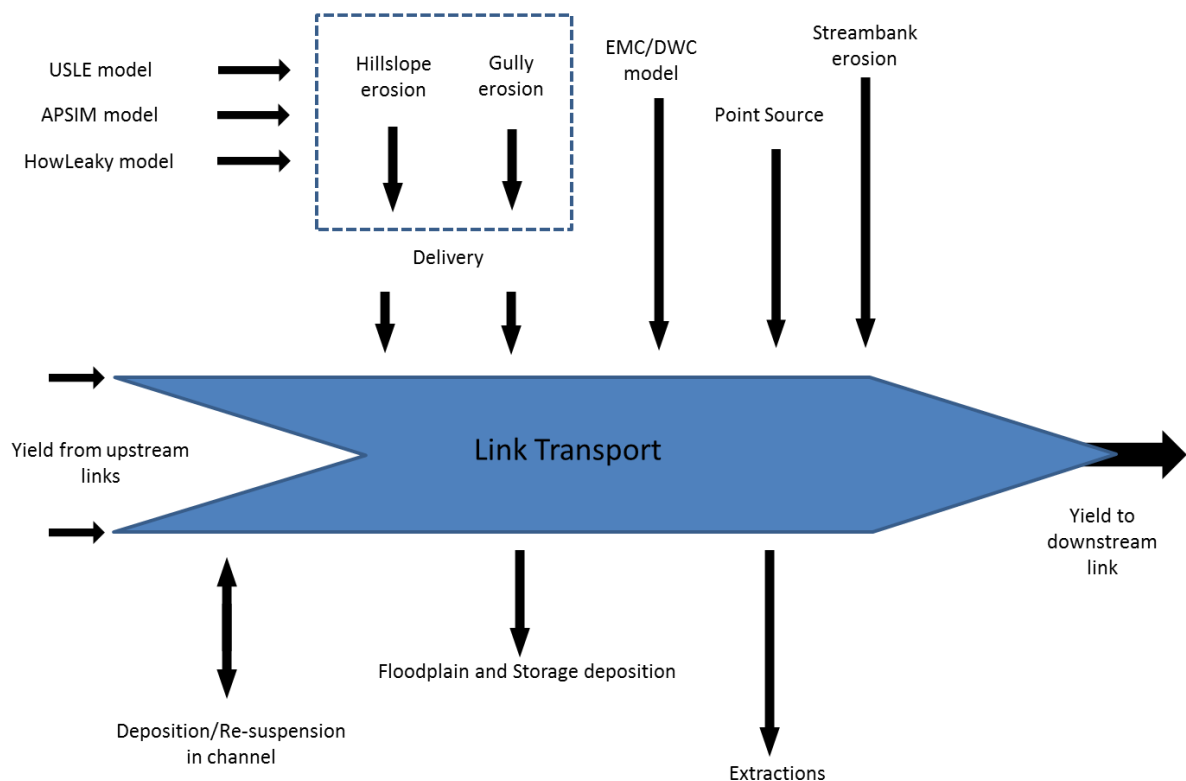 USLE model
APSIM model
HowLeaky model
Hillslope
erosion
Gully
erosion
EMC/DWC
model
Point Source
Streambank
erosion
Delivery
Yield from upstream
links
Link Transport
Yield to
downstream
link
Deposition/Re-suspension
in channel
Floodplain and Storage deposition
Extractions